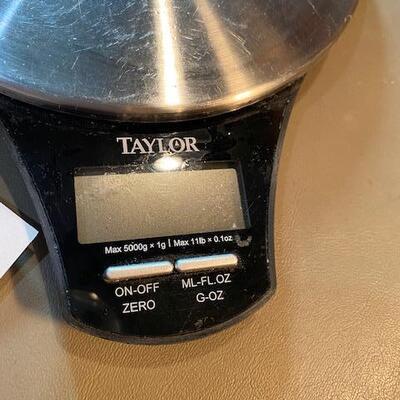 TAYLOR
Max 5000g × 1g | Max 11lb × 0.1oz
ON-OFF ML-FL.OZ
ZERO G-OZ